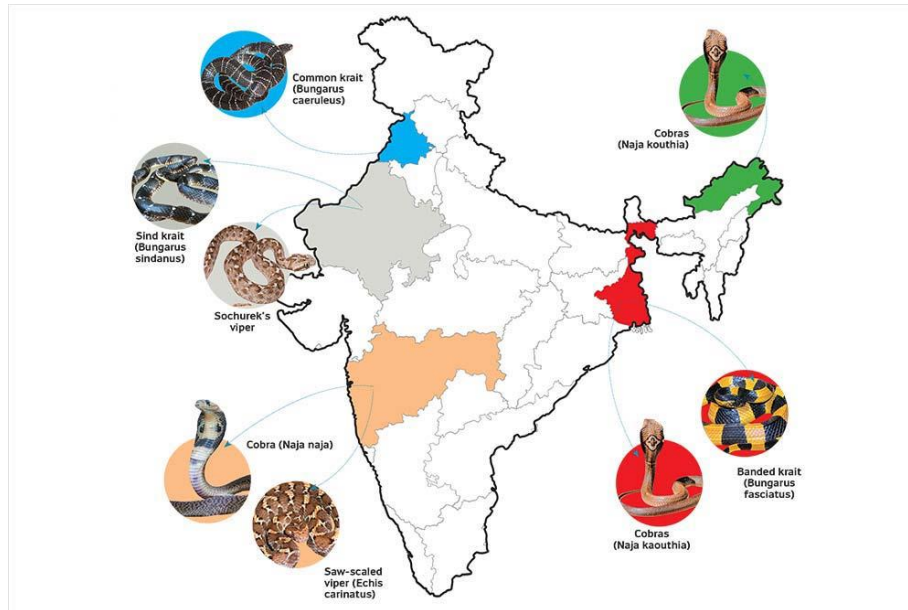 Common krait
(Bungarus
caeruleus)
Cobras
(Naja kouthia)
Sind krait
(Bungarus
sindanus)
Sochurek's
viper
Cobra (Naja naja)
Saw-scaled
viper (Echis
carinatus)
Cobras
(Naja kaouthia)
Banded krait
(Bungarus
fasciatus)